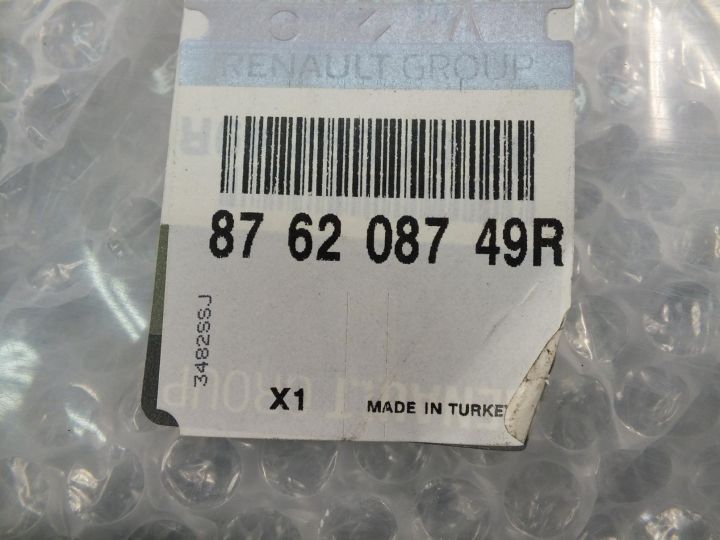 RENAULT GROUP
87 62 087 49R
3482SSJ
X1
MADE IN TURKEY